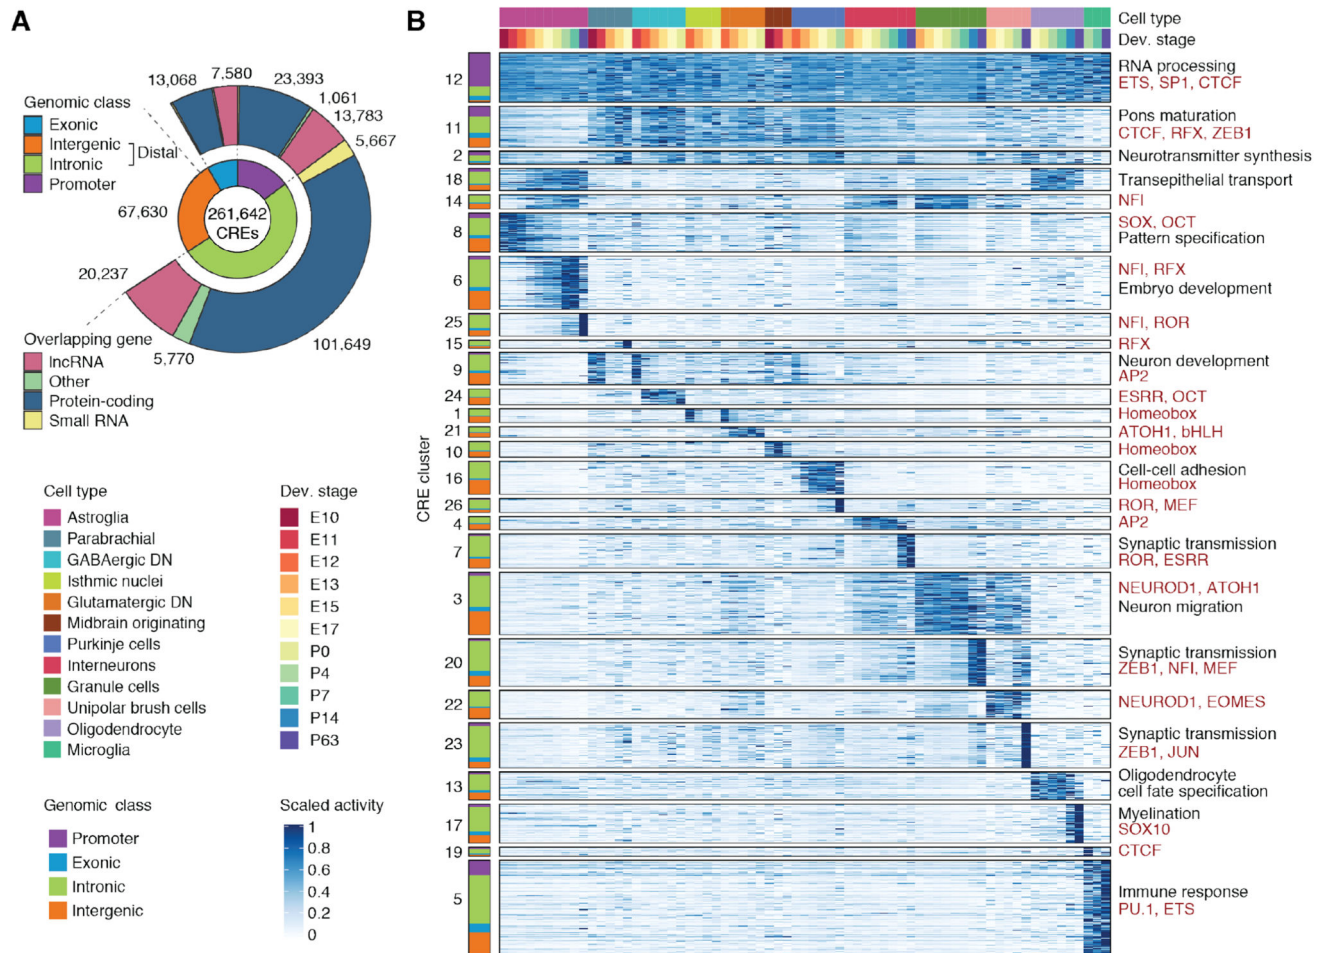 A
13,068
7,580
23,393
1,061
13,783
5,667
Genomic class
Exonic
Intergenic
Intronic
Promoter
Distal
67,630
261,642
CREs
20,237
101,649
5,770
Overlapping gene
lncRNA
Other
Protein-coding
Small RNA
Cell type
Astroglia
Parabrachial
GABAergic DN
Isthmic nuclei
Glutamatergic DN
Midbrain originating
Purkinje cells
Interneurons
Granule cells
Unipolar brush cells
Oligodendrocyte
Microglia
Dev. stage
E10
E11
E12
E13
E15
E17
P0
P4
P7
P14
P63
Genomic class
Promoter
Exonic
Intronic
Intergenic
Scaled activity
1
0.8
0.6
0.4
0.2
0
B
Cell type
Dev. stage
CRE cluster
12
RNA processing
ETS, SP1, CTCF
11
Pons maturation
CTCF, RFX, ZEB1
2
Neurotransmitter synthesis
18
Transepithelial transport
14
NFI
8
SOX, OCT
Pattern specification
6
NFI, RFX
Embryo development
25
NFI, ROR
15
RFX
9
Neuron development
AP2
24
ESRR, OCT
1
Homeobox
21
ATOH1, bHLH
10
Homeobox
16
Cell-cell adhesion
Homeobox
26
ROR, MEF
4
AP2
7
Synaptic transmission
ROR, ESRR
3
NEUROD1, ATOH1
Neuron migration
20
Synaptic transmission
ZEB1, NFI, MEF
22
NEUROD1, EOMES
23
Synaptic transmission
ZEB1, JUN
13
Oligodendrocyte
cell fate specification
17
Myelination
SOX10
19
CTCF
5
Immune response
PU.1, ETS